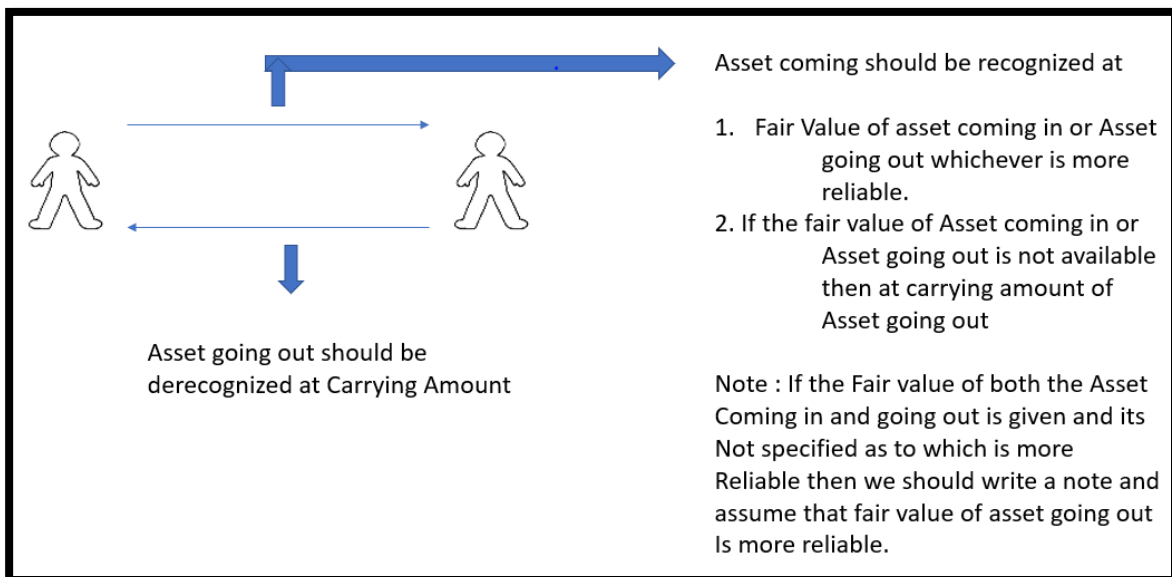 Asset coming should be recognized at
1. Fair Value of asset coming in or Asset
going out whichever is more
reliable.
2. If the fair value of Asset coming in or
Asset going out is not available
then at carrying amount of
Asset going out
Note : If the Fair value of both the Asset
Coming in and going out is given and its
Not specified as to which is more
Reliable then we should write a note and
assume that fair value of asset going out
Is more reliable.
Asset going out should be
derecognized at Carrying Amount